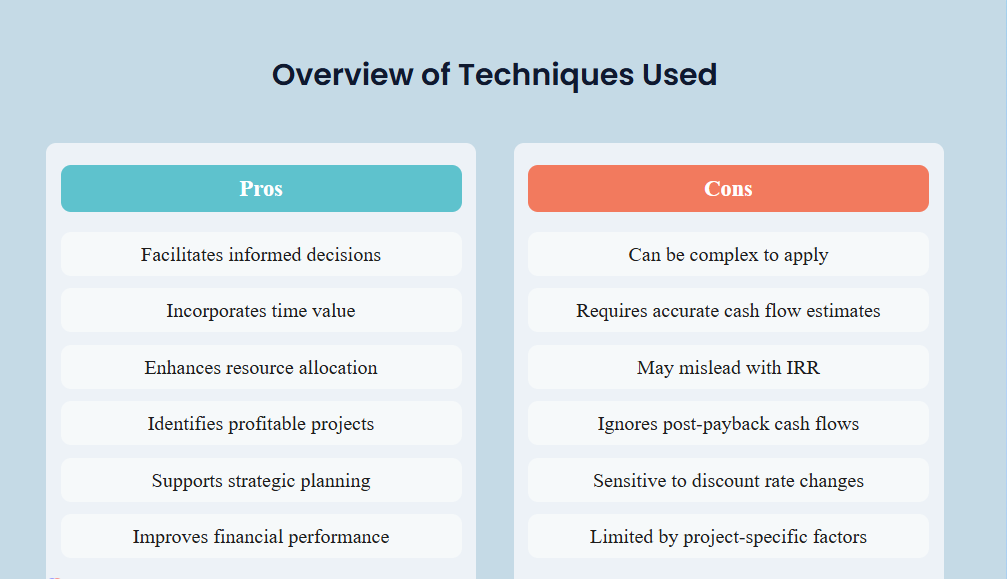 Overview of Techniques Used
Pros
Facilitates informed decisions
Incorporates time value
Enhances resource allocation
Identifies profitable projects
Supports strategic planning
Improves financial performance
Cons
Can be complex to apply
Requires accurate cash flow estimates
May mislead with IRR
Ignores post-payback cash flows
Sensitive to discount rate changes
Limited by project-specific factors